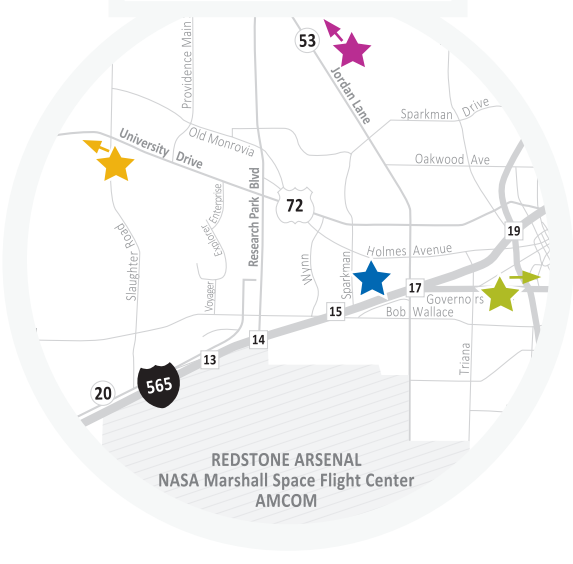 53
Providence Main
Jordan Lane
Sparkman Drive
University Drive
Old Monrovia
Oakwood Ave
Research Park Blvd
Explorer Enterprise
72
19
Slaughter Road
Holmes Avenue
Wynn
Sparkman
Voyager
17
Governors
15
Bob Wallace
14
13
Triana
565
20
REDSTONE ARSENAL
NASA Marshall Space Flight Center
AMCOM